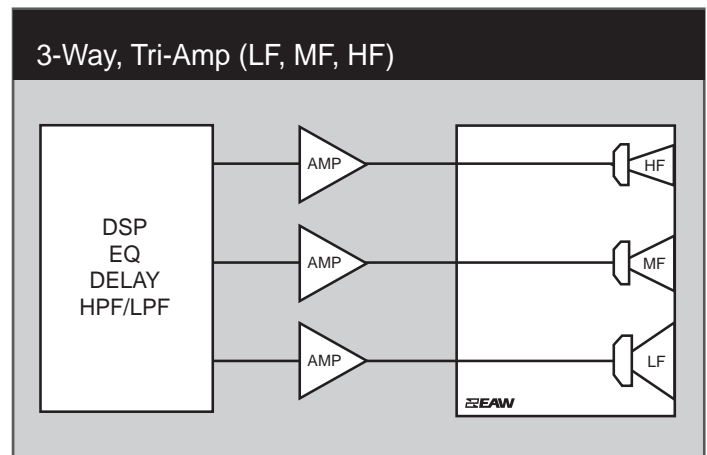 3-Way, Tri-Amp (LF, MF, HF)
DSP
EQ
DELAY
HPF/LPF
AMP
HF
AMP
MF
AMP
LF
EAW